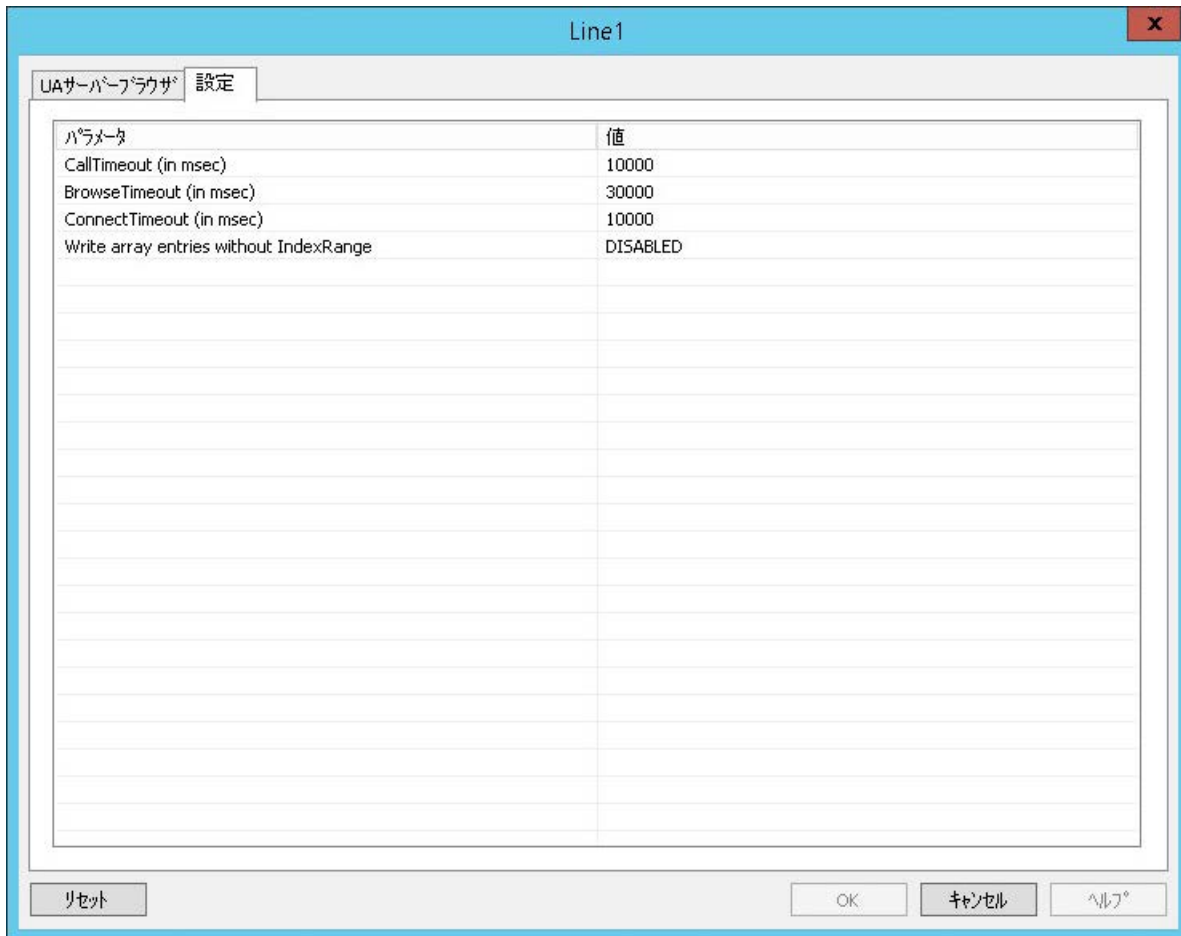 Line1
x
UAｻｰﾊﾞｰﾌﾞﾗｳｻﾞ 設定
ﾊﾟﾗﾒｰﾀ 値
CallTimeout (in msec) 10000
BrowseTimeout (in msec) 30000
ConnectTimeout (in msec) 10000
Write array entries without IndexRange DISABLED
ﾘｾｯﾄ OK ｷｬﾝｾﾙ ﾍﾙﾌﾟ